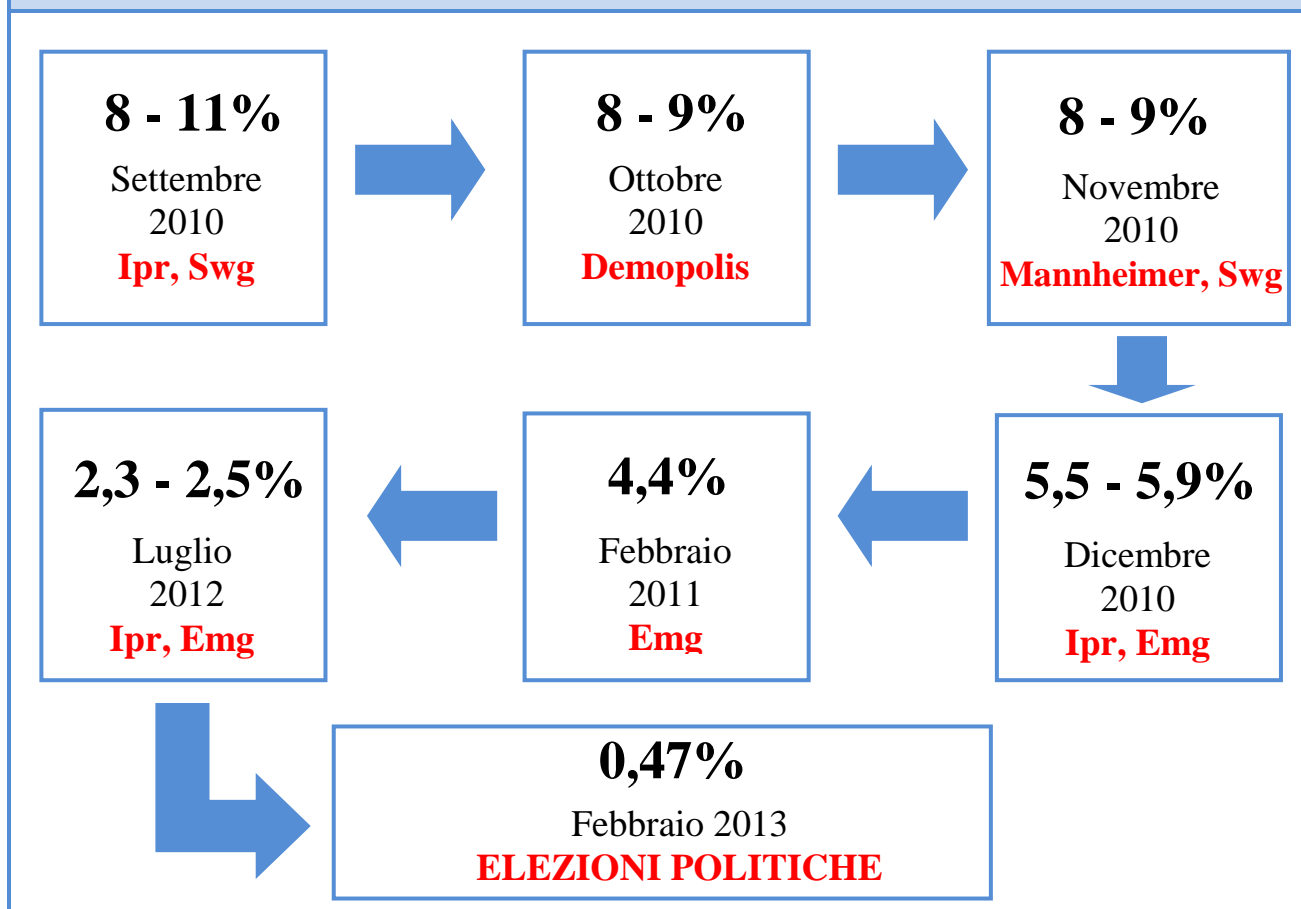 8 - 11%
Settembre
2010
Ipr, Swg
8 - 9%
Ottobre
2010
Demopolis
8 - 9%
Novembre
2010
Mannheimer, Swg
5,5 - 5,9%
Dicembre
2010
Ipr, Emg
4,4%
Febbraio
2011
Emg
2,3 - 2,5%
Luglio
2012
Ipr, Emg
0,47%
Febbraio 2013
ELEZIONI POLITICHE